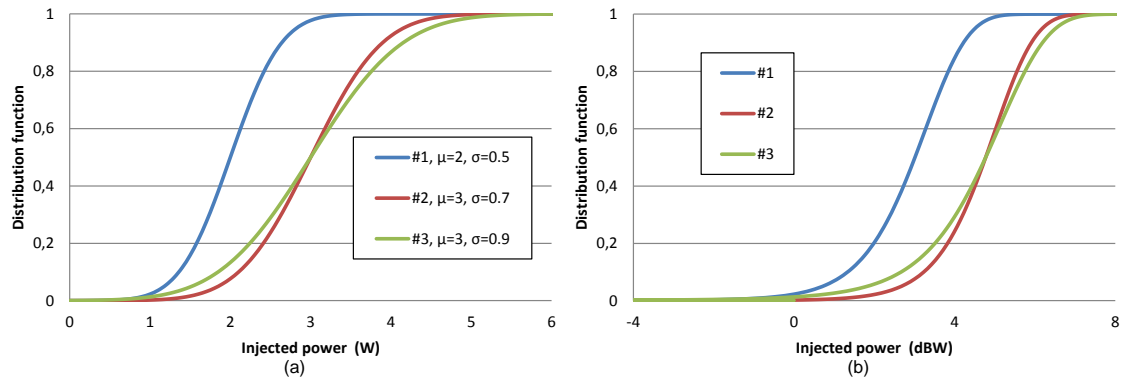 Distribution function
1
0,8
0,6
0,4
0,2
0
0 1 2 3 4 5 6
Injected power (W)
#1, μ=2, σ=0.5
#2, μ=3, σ=0.7
#3, μ=3, σ=0.9
(a)
Distribution function
1
0,8
0,6
0,4
0,2
0
-4 0 4 8
Injected power (dBW)
#1
#2
#3
(b)